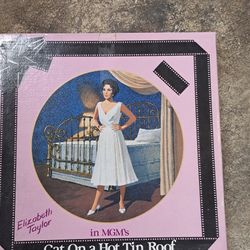 Elizabeth
Taylor
in MGM's
Cat On a Hot Tin Roof